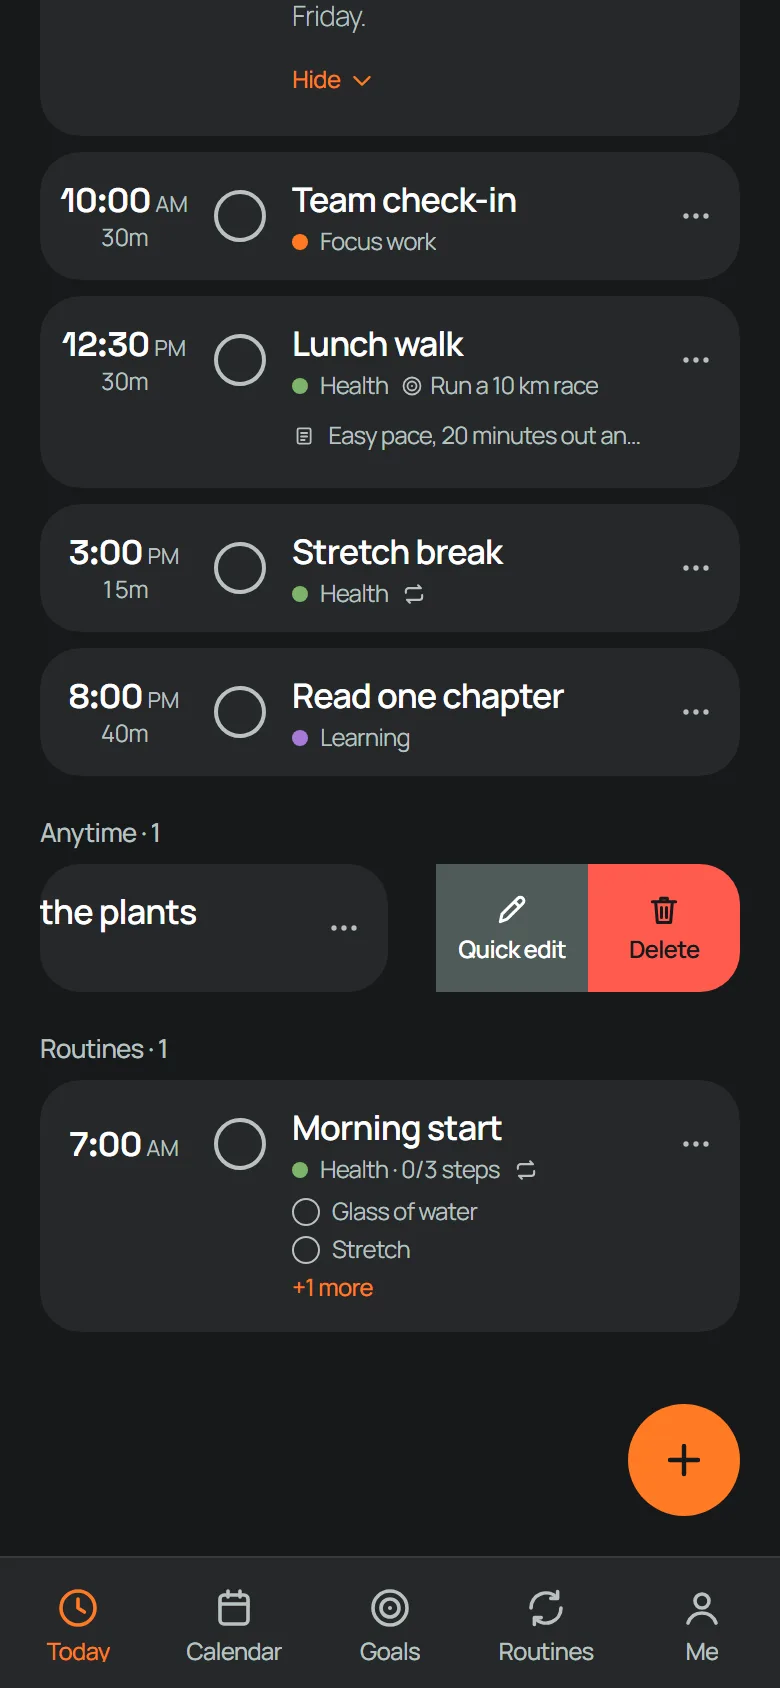 Friday.
Hide
10:00 AM
30m
Team check-in
Focus work
12:30 PM
30m
Lunch walk
Health Run a 10 km race
Easy pace, 20 minutes out an...
3:00 PM
15m
Stretch break
Health
8:00 PM
40m
Read one chapter
Learning
Anytime · 1
the plants
Quick edit
Delete
Routines · 1
7:00 AM
Morning start
Health · 0/3 steps
Glass of water
Stretch
+1 more
Today
Calendar
Goals
Routines
Me